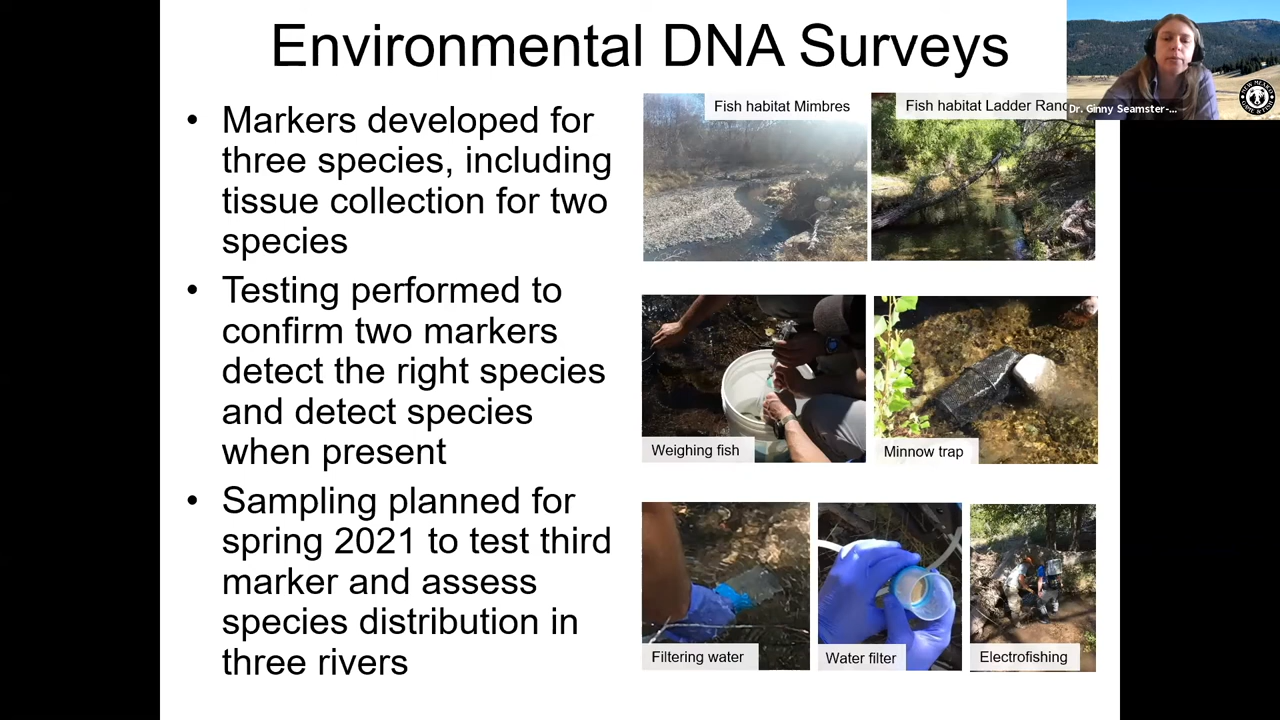 Environmental DNA Surveys
• Markers developed for
three species, including
tissue collection for two
species
• Testing performed to
confirm two markers
detect the right species
and detect species
when present
• Sampling planned for
spring 2021 to test third
marker and assess
species distribution in
three rivers
Fish habitat Mimbres
Fish habitat Ladder Ranc
Weighing fish
Minnow trap
Filtering water
Water filter
Electrofishing
Dr. Ginny Seamster-...